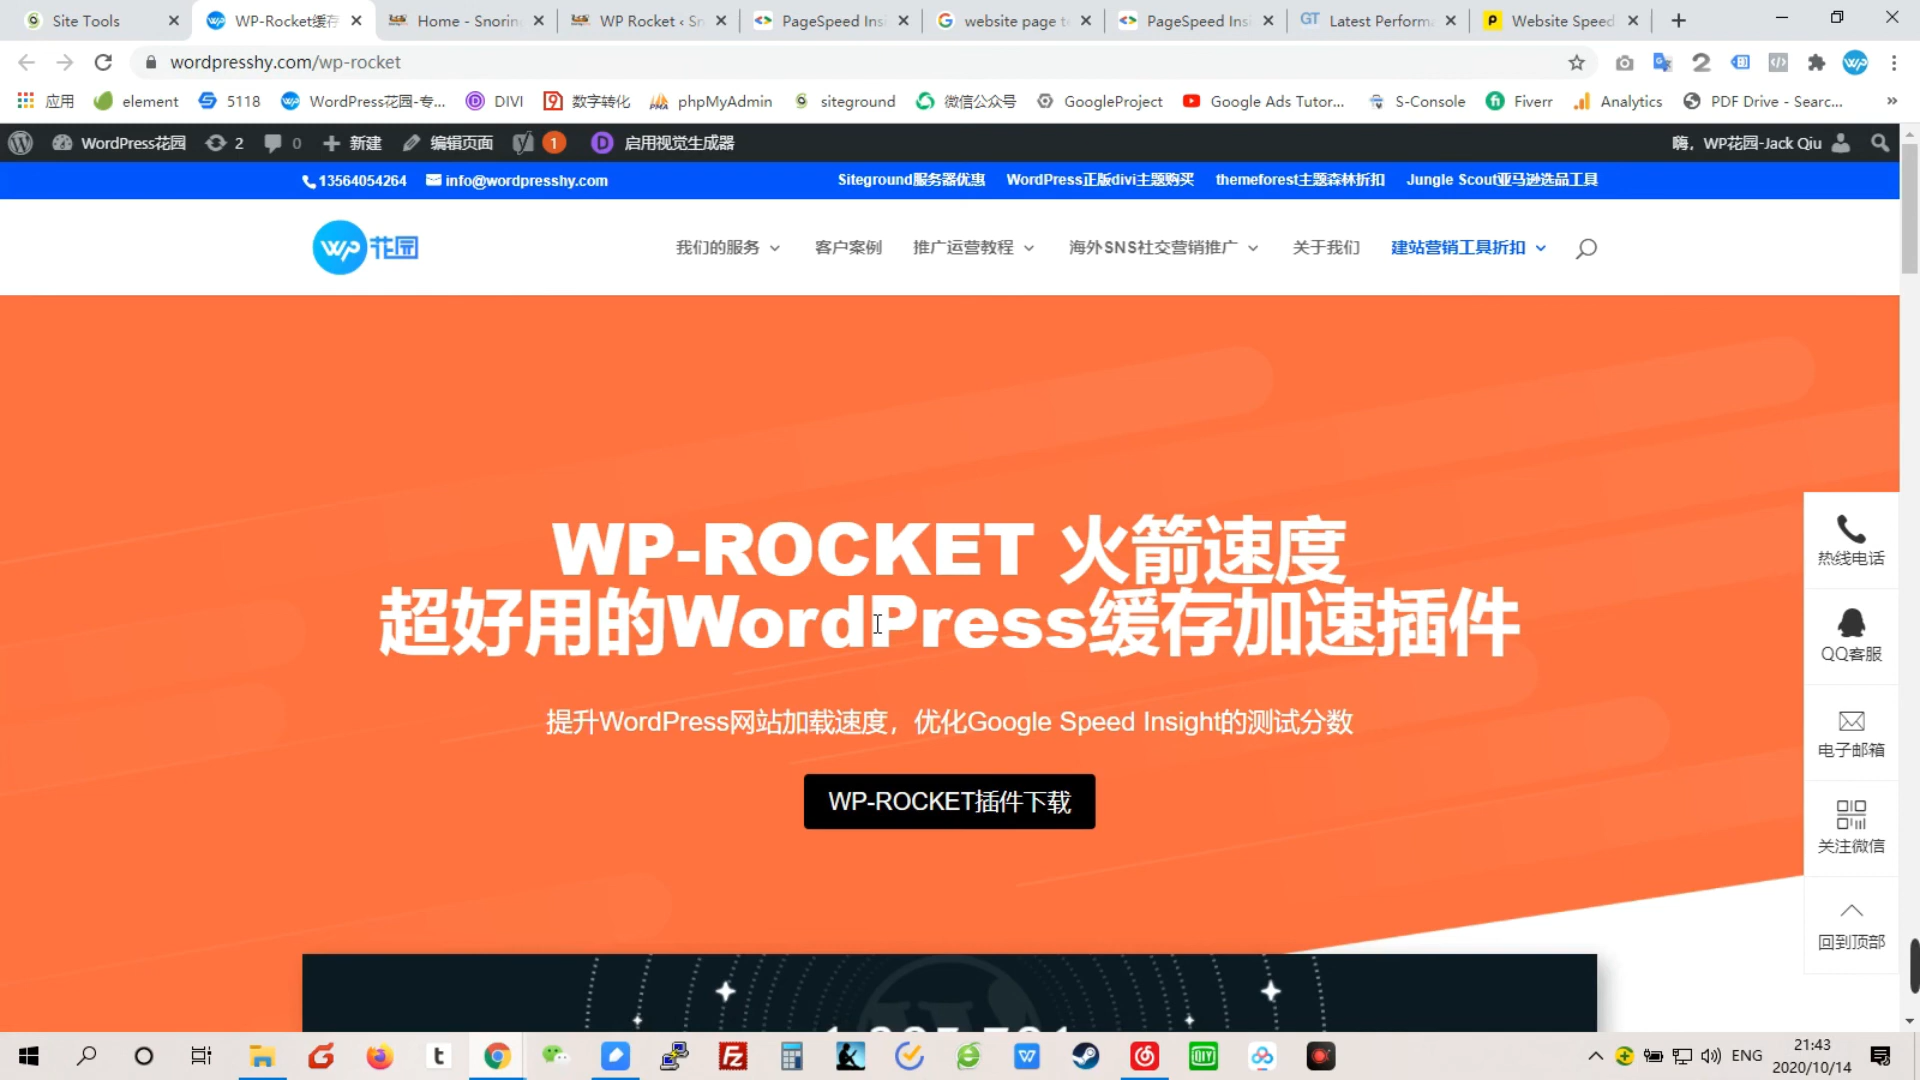 Site Tools
WP-Rocket缓存
Home - Snoring
WP Rocket ‹ Sn
PageSpeed Insi
website page te
PageSpeed Insi
GT Latest Performa
Website Speed
wordpresshy.com/wp-rocket
应用
element
5118
WordPress花园-专...
DIVI
数字转化
phpMyAdmin
siteground
微信公众号
GoogleProject
Google Ads Tutor...
S-Console
Fiverr
Analytics
PDF Drive - Searc...
WordPress花园
2
0
新建
编辑页面
1
启用视觉生成器
嗨，WP花园-Jack Qiu
13564054264
info@wordpresshy.com
Siteground服务器优惠
WordPress正版divi主题购买
themeforest主题森林折扣
Jungle Scout亚马逊选品工具
WP花园
我们的服务
客户案例
推广运营教程
海外SNS社交营销推广
关于我们
建站营销工具折扣
WP-ROCKET 火箭速度
超好用的WordPress缓存加速插件
提升WordPress网站加载速度，优化Google Speed Insight的测试分数
WP-ROCKET插件下载
热线电话
QQ客服
电子邮箱
关注微信
回到顶部
ENG
21:43
2020/10/14